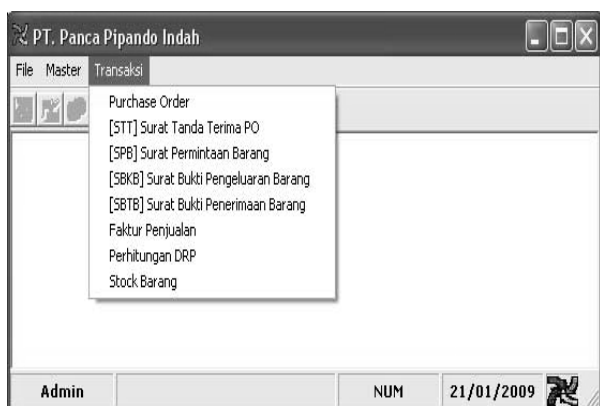 PT. Panca Pipando Indah
File Master Transaksi
Purchase Order
[STT] Surat Tanda Terima PO
[SPB] Surat Permintaan Barang
[SBKB] Surat Bukti Pengeluaran Barang
[SBTB] Surat Bukti Penerimaan Barang
Faktur Penjualan
Perhitungan DRP
Stock Barang
Admin NUM 21/01/2009